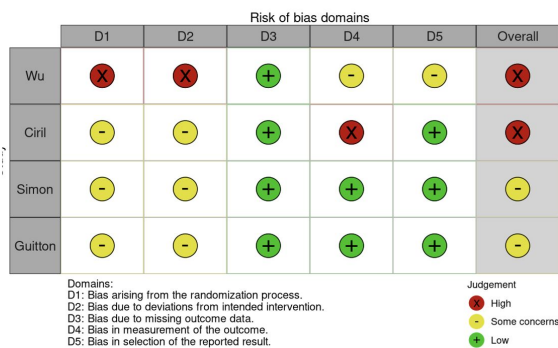 Risk of bias domains
D1 D2 D3 D4 D5 Overall
Wu X X + - - X
Ciril - - + X + X
Simon - - + + + -
Guitton - - + + + -
Domains:
D1: Bias arising from the randomization process.
D2: Bias due to deviations from intended intervention.
D3: Bias due to missing outcome data.
D4: Bias in measurement of the outcome.
D5: Bias in selection of the reported result.
Judgement
X High
- Some concerns
+ Low